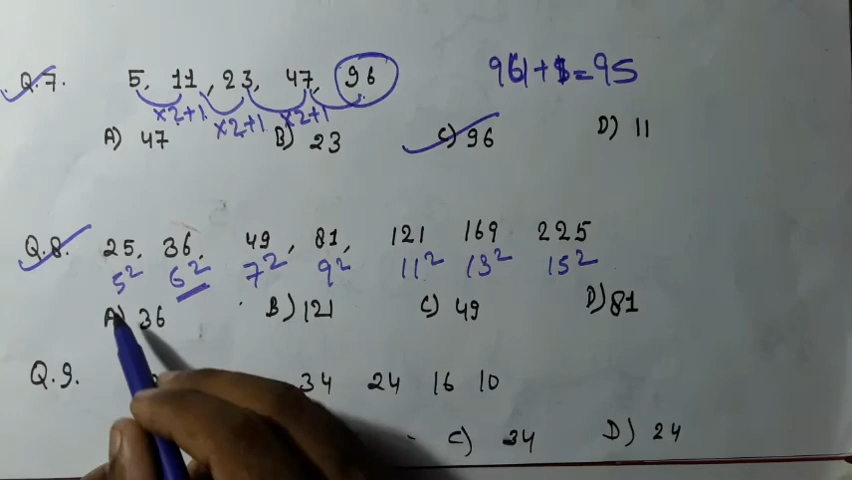 Q.7. 5, 11, 23, 47, 96 961+1=95
×2+1 ×2+1 ×2+1
A) 47 B) 23 C) 96 D) 11
Q.8. 25, 36, 49, 81, 121 169 225
5² 6² 7² 9² 11² 13² 15²
A) 36 B) 121 C) 49 D) 81
Q.9. 34 24 16 10
C) 34 D) 24